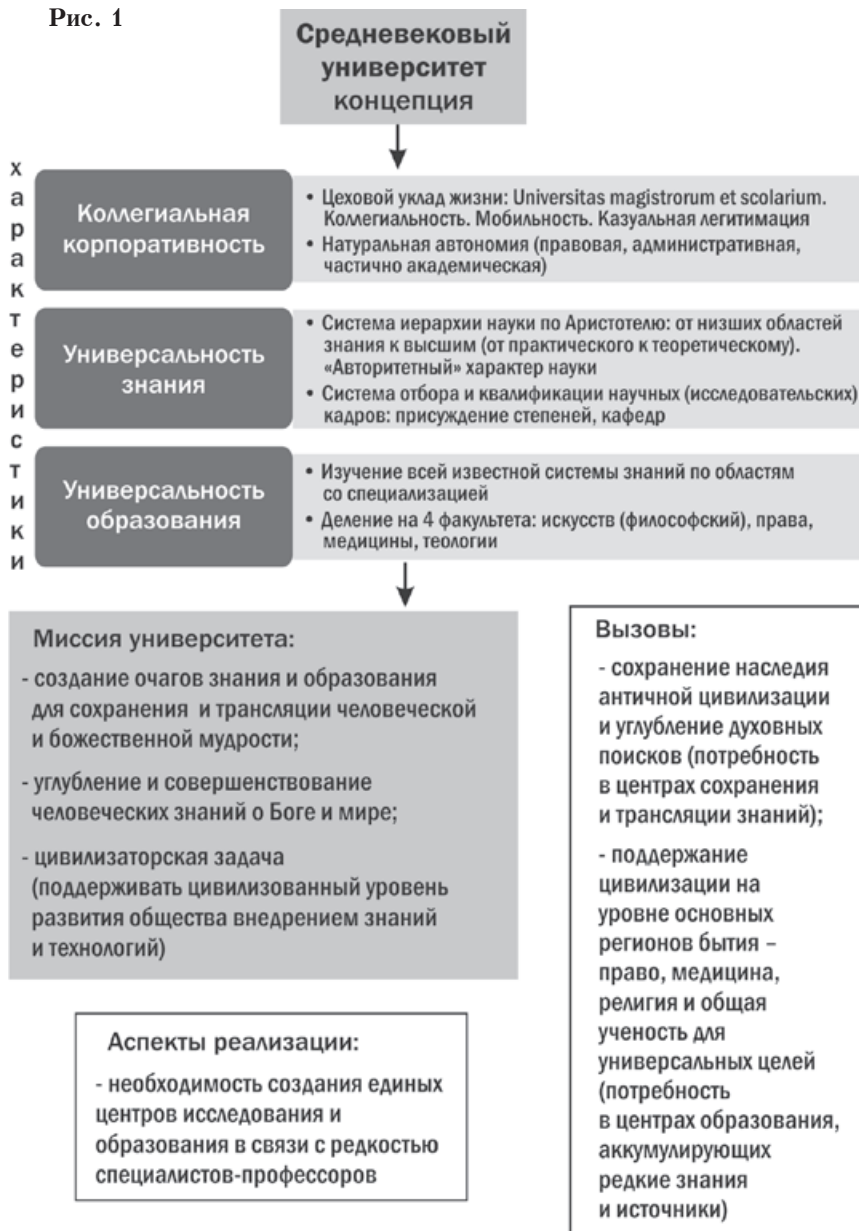 Рис. 1
Средневековый
университет
концепция
характеристики
Коллегиальная
корпоративность
• Цеховой уклад жизни: Universitas magistrorum et scolarium.
Коллегиальность. Мобильность. Казуальная легитимация
• Натуральная автономия (правовая, административная,
частично академическая)
Универсальность
знания
• Система иерархии науки по Аристотелю: от низших областей
знания к высшим (от практического к теоретическому).
«Авторитетный» характер науки
• Система отбора и квалификации научных (исследовательских)
кадров: присуждение степеней, кафедр
Универсальность
образования
• Изучение всей известной системы знаний по областям
со специализацией
• Деление на 4 факультета: искусств (философский), права,
медицины, теологии
Миссия университета:
- создание очагов знания и образования
для сохранения и трансляции человеческой
и божественной мудрости;
- углубление и совершенствование
человеческих знаний о Боге и мире;
- цивилизаторская задача
(поддерживать цивилизованный уровень
развития общества внедрением знаний
и технологий)
Вызовы:
- сохранение наследия
античной цивилизации
и углубление духовных
поисков (потребность
в центрах сохранения
и трансляции знаний);
- поддержание
цивилизации на
уровне основных
регионов бытия –
право, медицина,
религия и общая
ученость для
универсальных целей
(потребность
в центрах образования,
аккумулирующих
редкие знания
и источники)
Аспекты реализации:
- необходимость создания единых
центров исследования и
образования в связи с редкостью
специалистов-профессоров